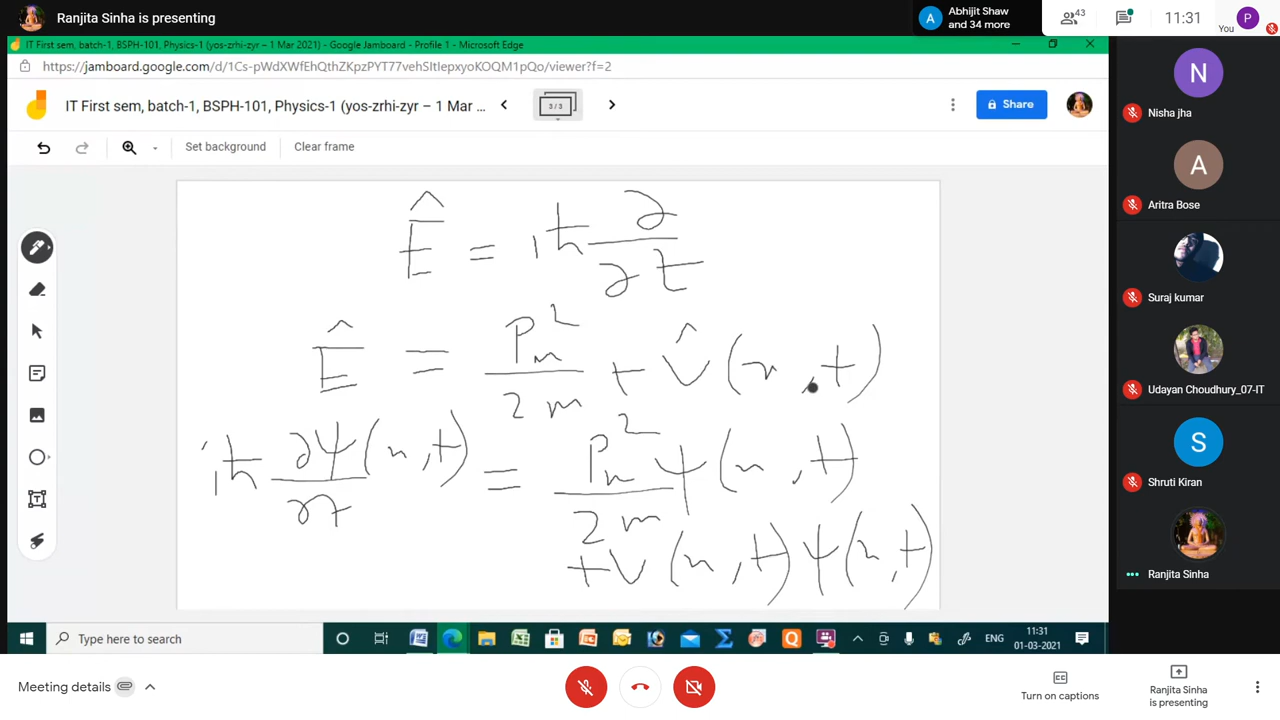 Ranjita Sinha is presenting
Abhijit Shaw
and 34 more
43
11:31
You
IT First sem, batch-1, BSPH-101, Physics-1 (yos-zrhi-zyr – 1 Mar 2021) - Google Jamboard - Profile 1 - Microsoft Edge
https://jamboard.google.com/d/1Cs-pWdXWfEhQthZKpzPYT77vehSItIepxyoKOQM1pQo/viewer?f=2
IT First sem, batch-1, BSPH-101, Physics-1 (yos-zrhi-zyr – 1 Mar ...
3 / 3
Share
Set background
Clear frame
Ê = iħ ∂/∂t
Ê = Pₓ²/2m + V̂(x,t)
iħ ∂ψ(x,t)/∂t = Pₓ²/2m ψ(x,t)
+V(x,t)ψ(x,t)
N
Nisha jha
A
Aritra Bose
Suraj kumar
Udayan Choudhury_07-IT
S
Shruti Kiran
Ranjita Sinha
Type here to search
ENG
11:31
01-03-2021
Meeting details
Turn on captions
Ranjita Sinha
is presenting